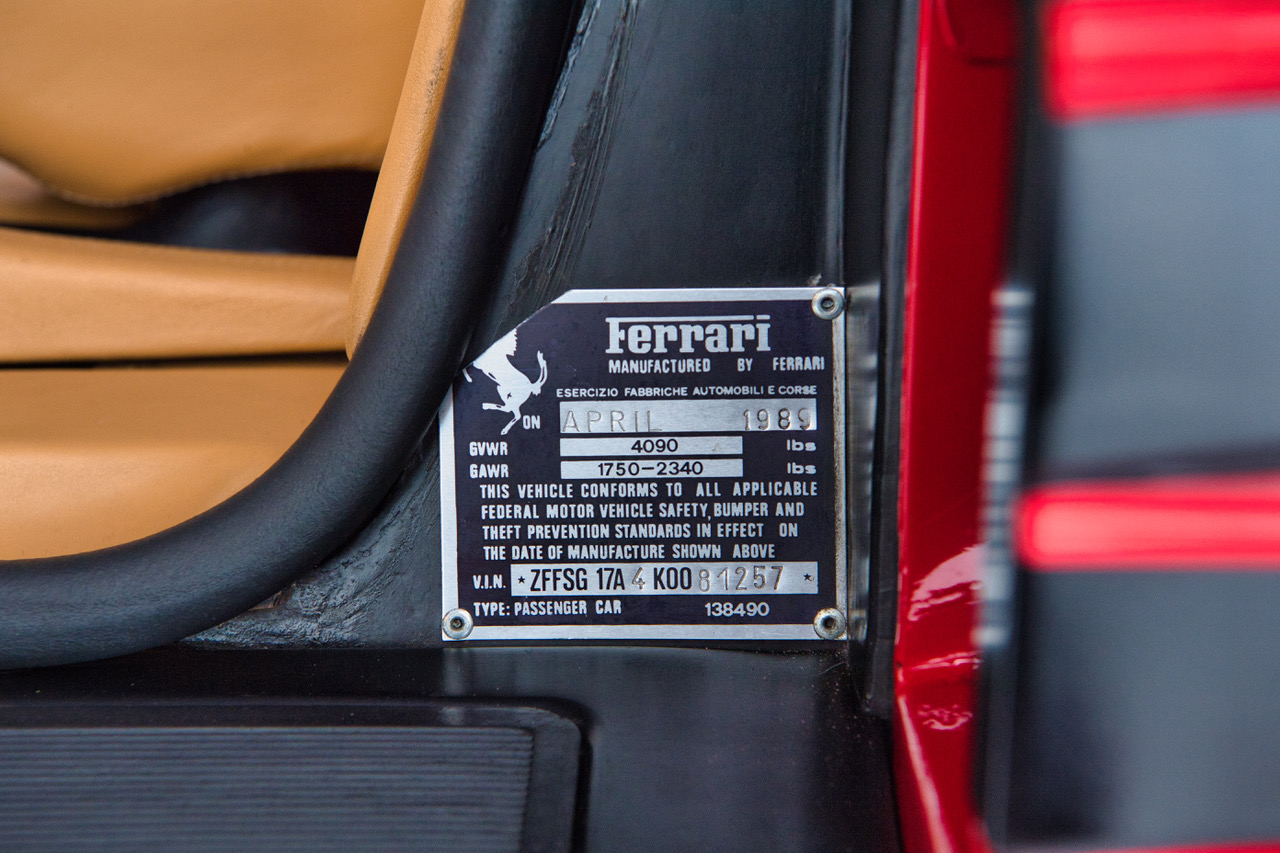 Ferrari
MANUFACTURED BY FERRARI
ESERCIZIO FABBRICHE AUTOMOBILI E CORSE
ON APRIL 1989
GVWR 4090 lbs
GAWR 1750-2340 lbs
THIS VEHICLE CONFORMS TO ALL APPLICABLE
FEDERAL MOTOR VEHICLE SAFETY, BUMPER AND
THEFT PREVENTION STANDARDS IN EFFECT ON
THE DATE OF MANUFACTURE SHOWN ABOVE
V.I.N. *ZFFSG 17A 4 K00 81257 *
TYPE: PASSENGER CAR 138490